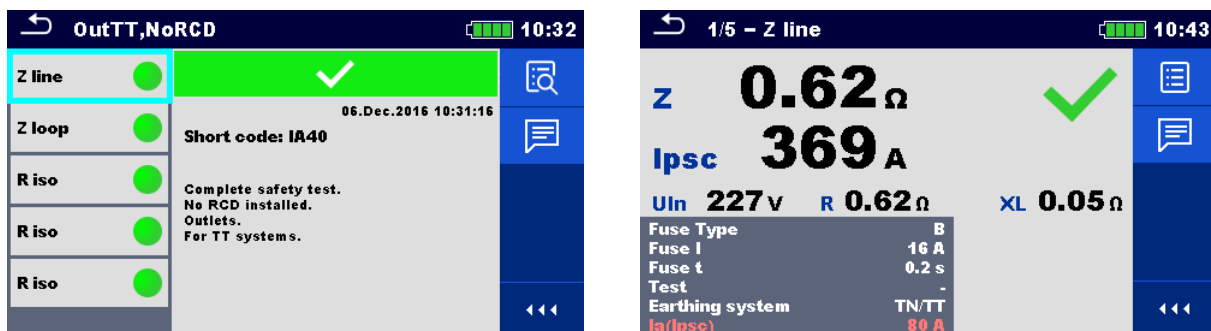 OutTT,NoRCD 10:32
Z line
Z loop
R iso
R iso
R iso
06.Dec.2016 10:31:16
Short code: IA40
Complete safety test.
No RCD installed.
Outlets.
For TT systems.
1/5 – Z line 10:43
Z 0.62 Ω
Ipsc 369 A
Uln 227 V R 0.62 Ω XL 0.05 Ω
Fuse Type B
Fuse I 16 A
Fuse t 0.2 s
Test -
Earthing system TN/TT
Ia(Ipsc) 80 A